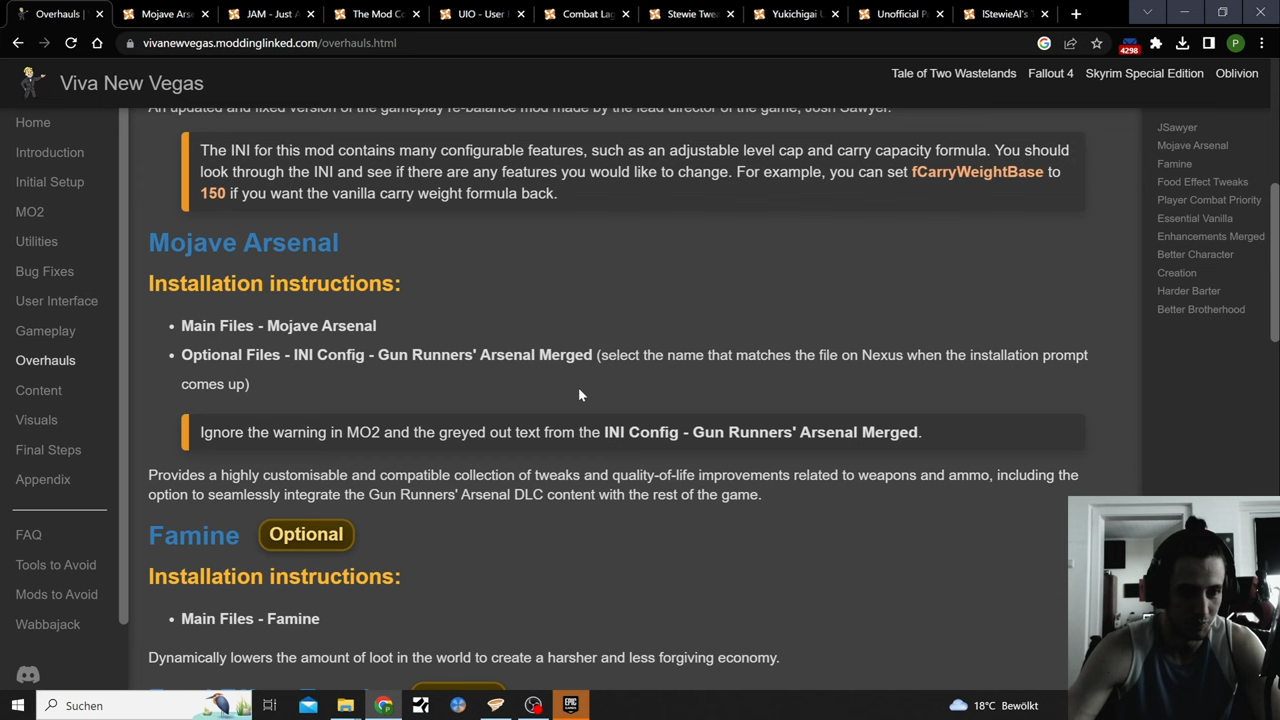 Overhauls |
Mojave Arse
JAM - Just A
The Mod Co
UIO - User I
Combat Lag
Stewie Twea
Yukichigai U
Unofficial P
lStewieAl's T
vivanewvegas.moddinglinked.com/overhauls.html
4298
P
Viva New Vegas
Tale of Two Wastelands
Fallout 4
Skyrim Special Edition
Oblivion
Home
Introduction
Initial Setup
MO2
Utilities
Bug Fixes
User Interface
Gameplay
Overhauls
Content
Visuals
Final Steps
Appendix
FAQ
Tools to Avoid
Mods to Avoid
Wabbajack
An updated and fixed version of the gameplay re-balance mod made by the lead director of the game, Josh Sawyer.
The INI for this mod contains many configurable features, such as an adjustable level cap and carry capacity formula. You should
look through the INI and see if there are any features you would like to change. For example, you can set fCarryWeightBase to
150 if you want the vanilla carry weight formula back.
Mojave Arsenal
Installation instructions:
• Main Files - Mojave Arsenal
• Optional Files - INI Config - Gun Runners' Arsenal Merged (select the name that matches the file on Nexus when the installation prompt
comes up)
Ignore the warning in MO2 and the greyed out text from the INI Config - Gun Runners' Arsenal Merged.
Provides a highly customisable and compatible collection of tweaks and quality-of-life improvements related to weapons and ammo, including the
option to seamlessly integrate the Gun Runners' Arsenal DLC content with the rest of the game.
Famine Optional
Installation instructions:
• Main Files - Famine
Dynamically lowers the amount of loot in the world to create a harsher and less forgiving economy.
JSawyer
Mojave Arsenal
Famine
Food Effect Tweaks
Player Combat Priority
Essential Vanilla
Enhancements Merged
Better Character
Creation
Harder Barter
Better Brotherhood
Suchen
EPIC
GAMES
18°C Bewölkt